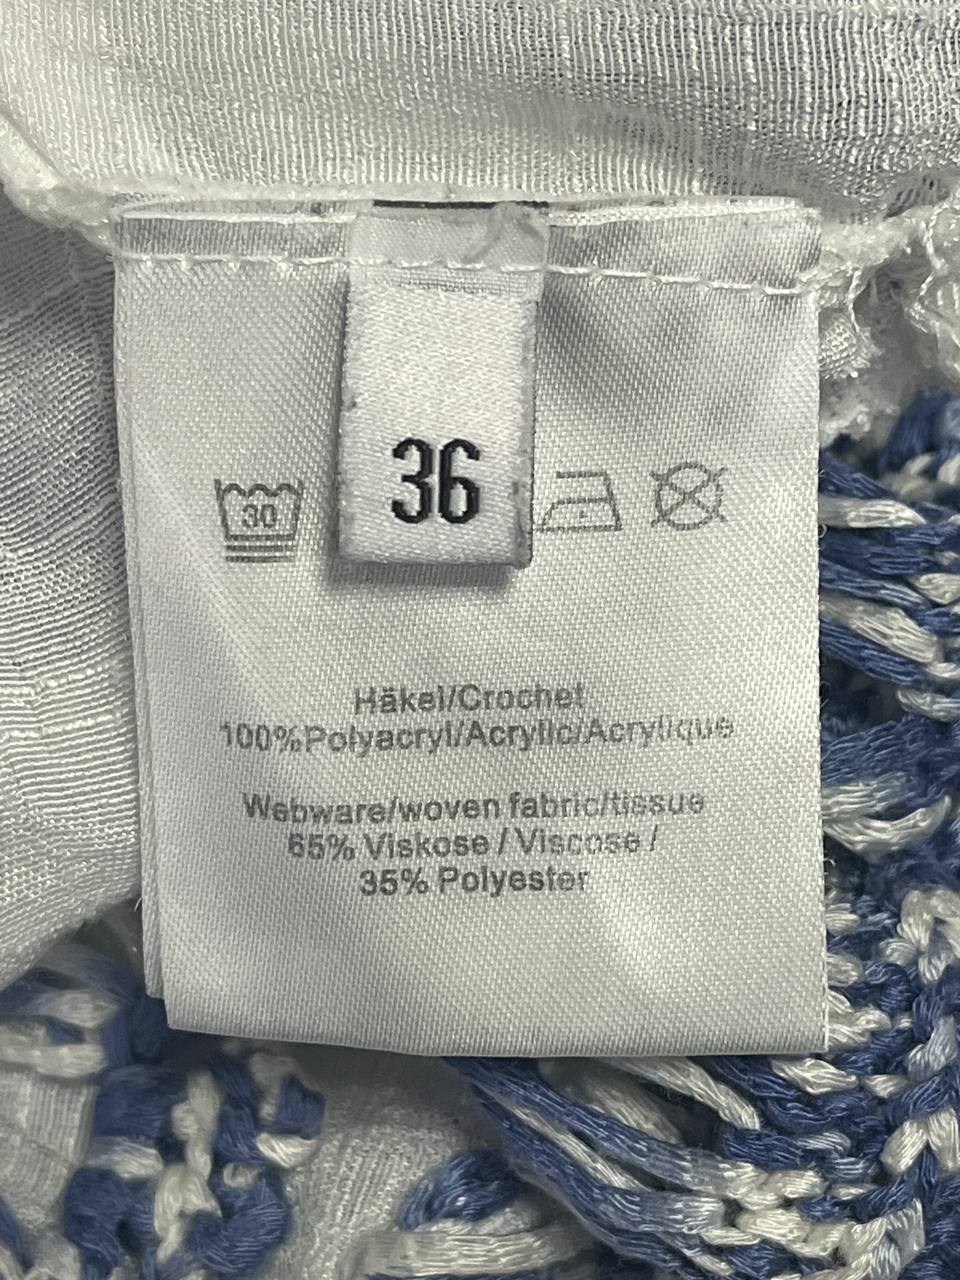 36
30
Häkel/Crochet
100%Polyacryl/Acrylic/Acrylique
Webware/woven fabric/tissue
65% Viskose / Viscose /
35% Polyester